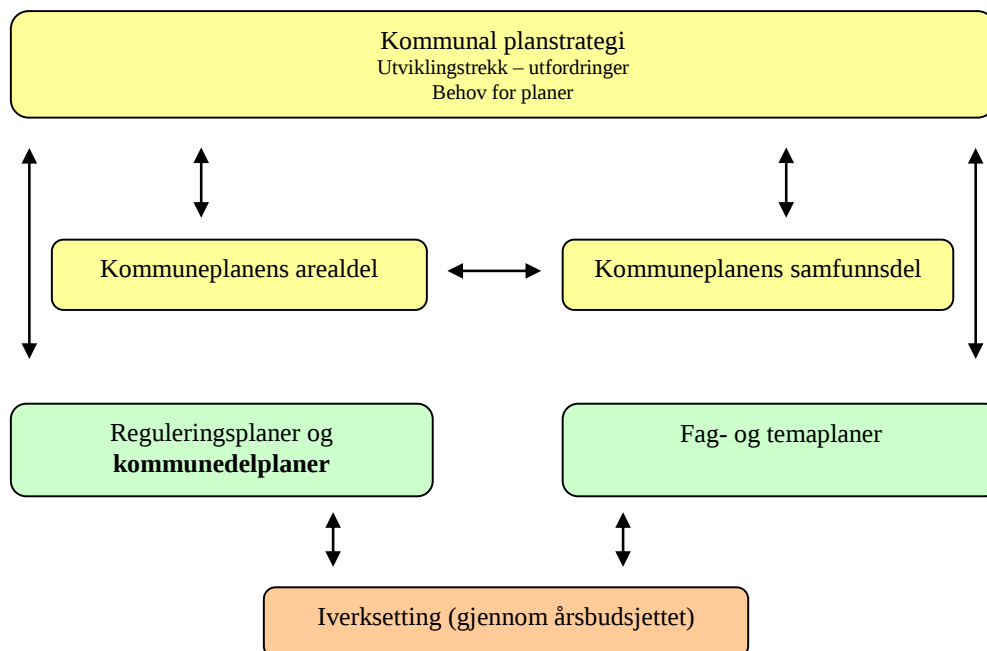 Kommunal planstrategi
Utviklingstrekk – utfordringer
Behov for planer
Kommuneplanens arealdel
Kommuneplanens samfunnsdel
Reguleringsplaner og
kommunedelplaner
Fag- og temaplaner
Iverksetting (gjennom årsbudsjettet)